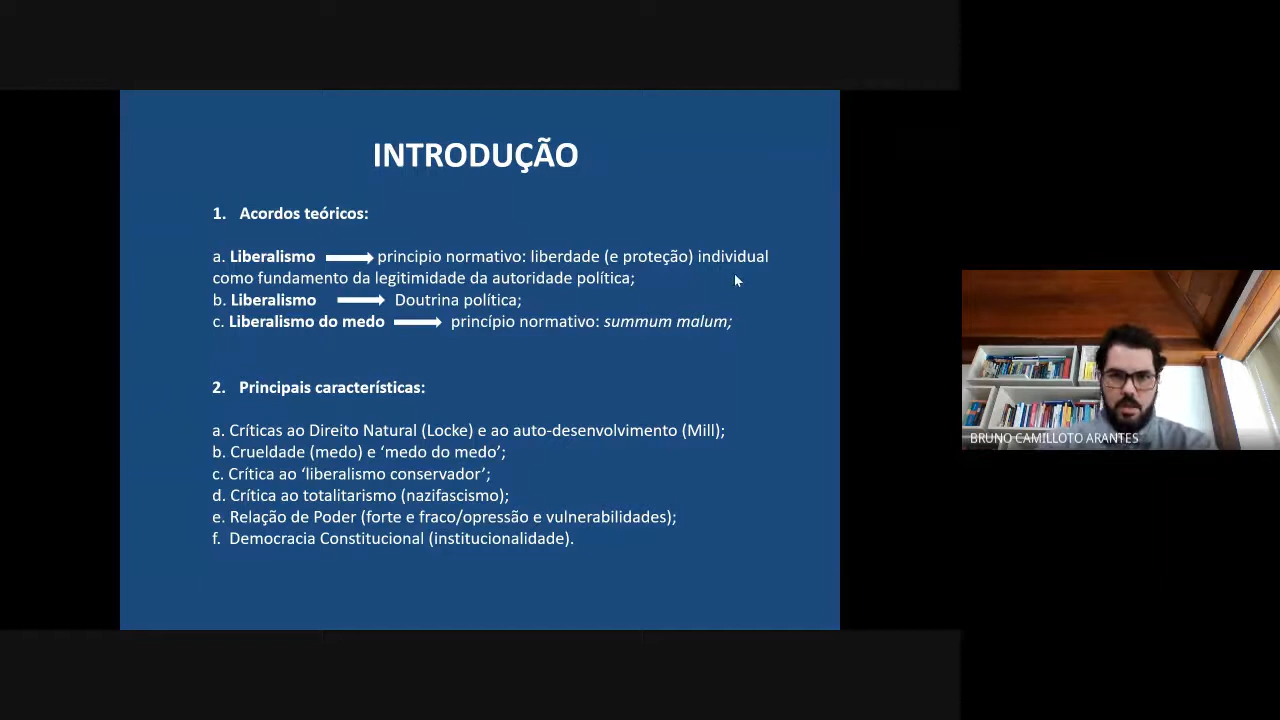 INTRODUÇÃO
1. Acordos teóricos:
a. Liberalismo principio normativo: liberdade (e proteção) individual
como fundamento da legitimidade da autoridade política;
b. Liberalismo Doutrina política;
c. Liberalismo do medo princípio normativo: summum malum;
2. Principais características:
a. Críticas ao Direito Natural (Locke) e ao auto-desenvolvimento (Mill);
b. Crueldade (medo) e ‘medo do medo’;
c. Crítica ao ‘liberalismo conservador’;
d. Crítica ao totalitarismo (nazifascismo);
e. Relação de Poder (forte e fraco/opressão e vulnerabilidades);
f. Democracia Constitucional (institucionalidade).
BRUNO CAMILLOTO ARANTES